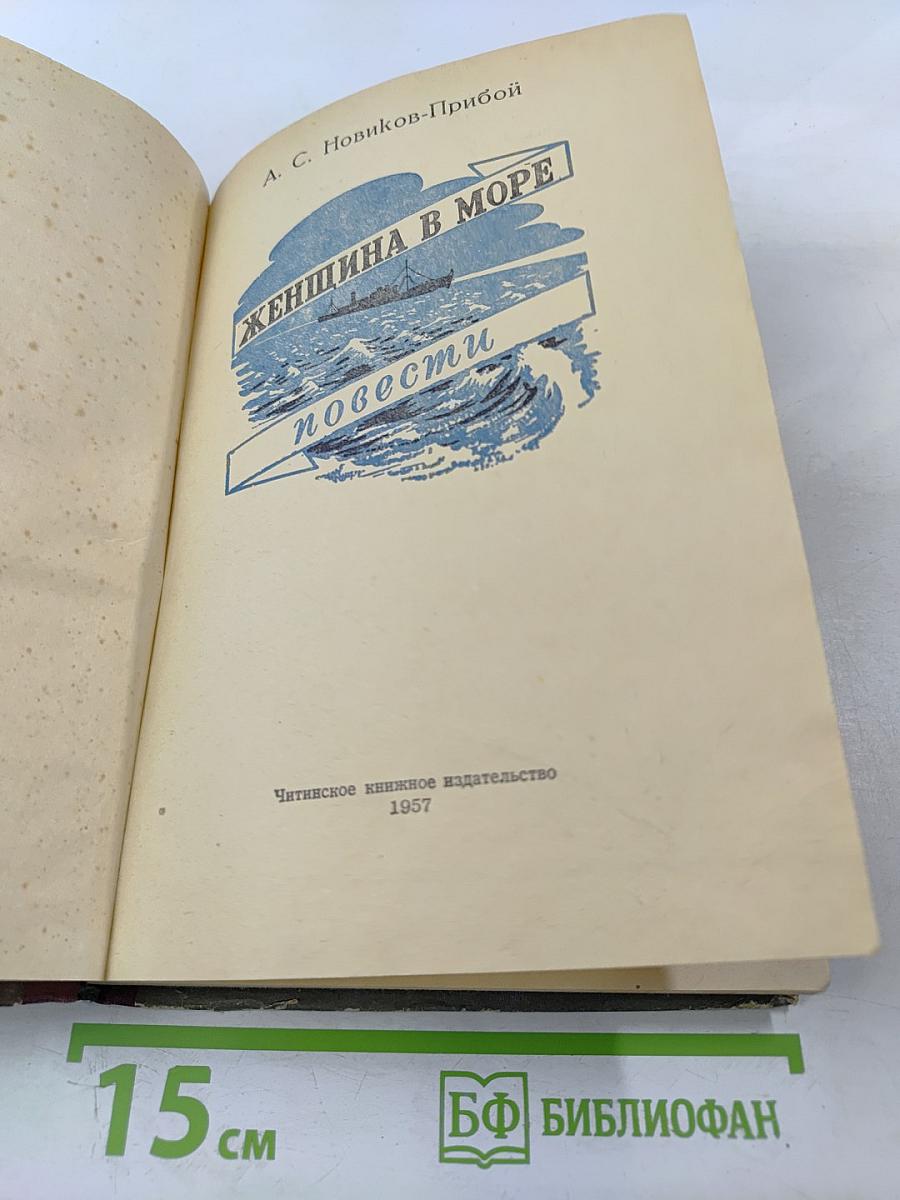 А. С. Новиков-Прибой
ЖЕНЩИНА В МОРЕ
повести
Читинское книжное издательство
1957
15 см
БФ БИБЛИОФАН